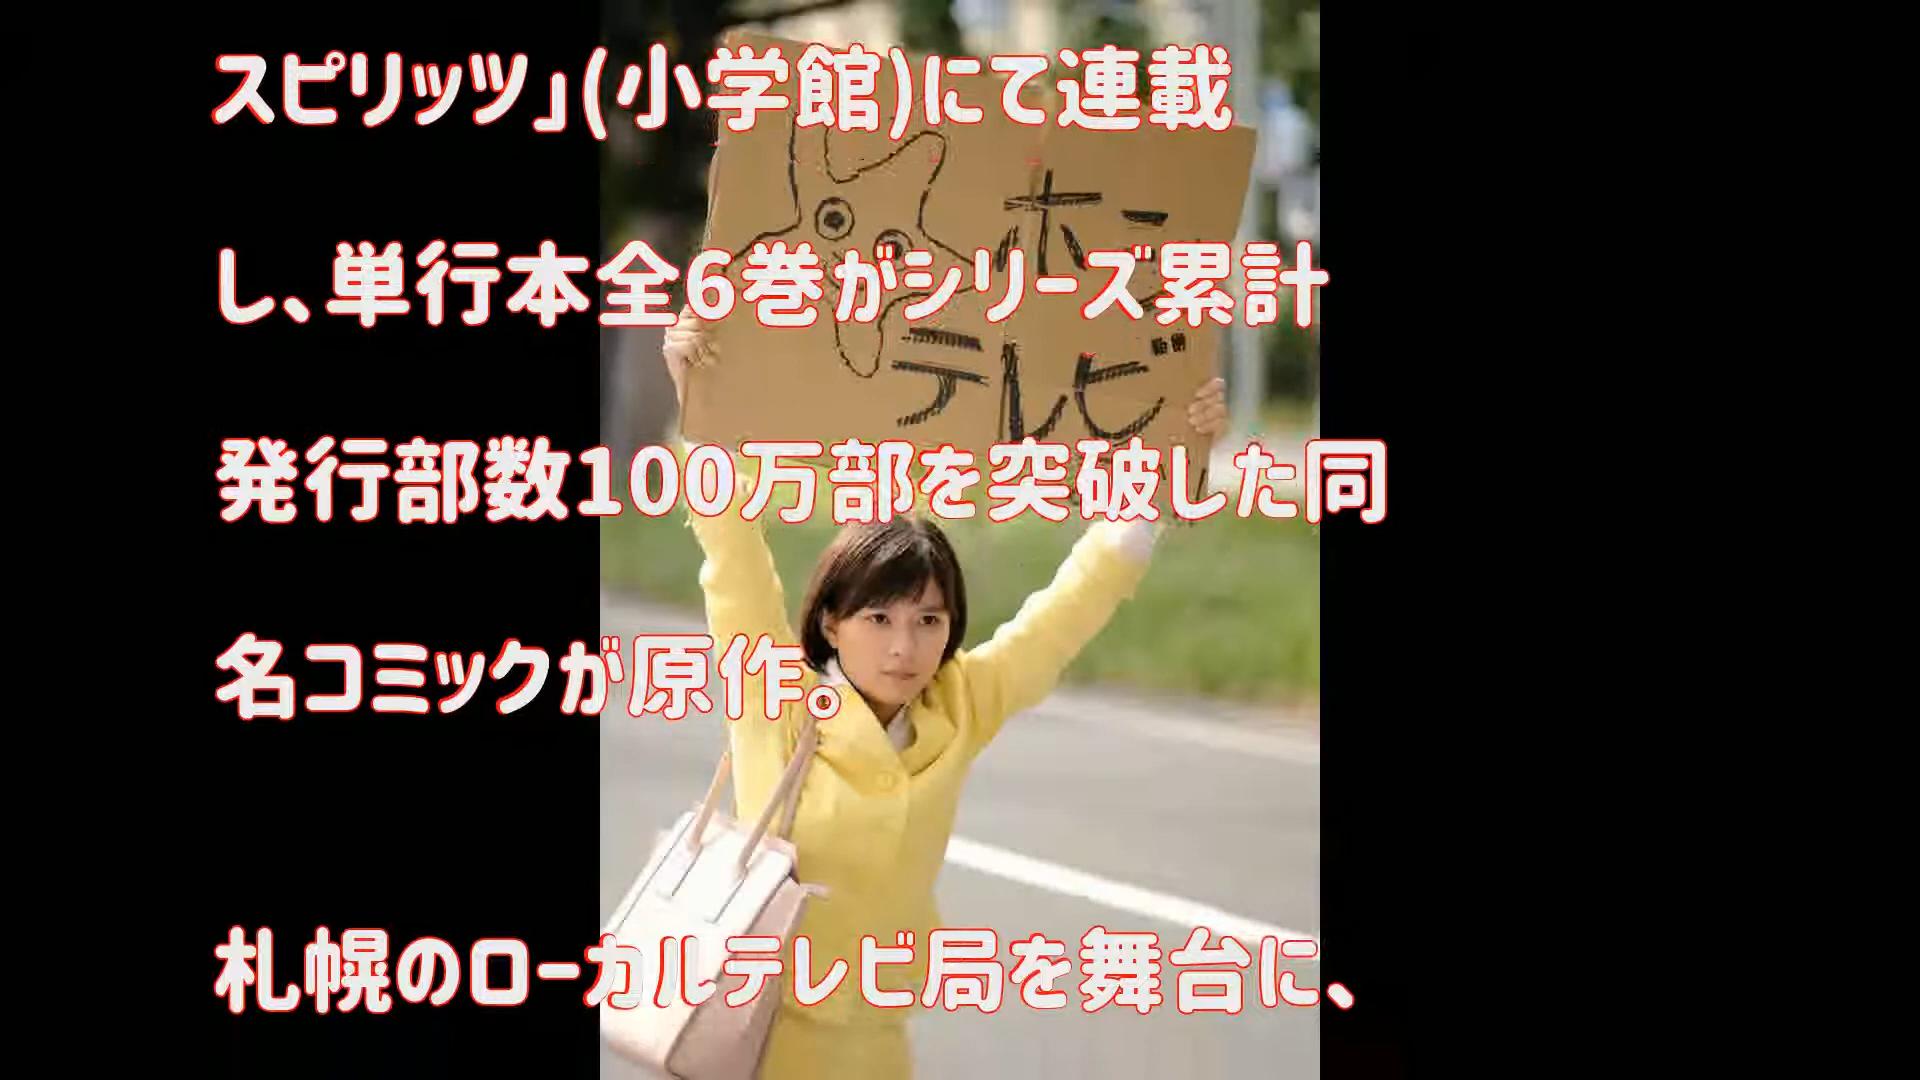 スピリッツ」(小学館)にて連載
ホ
し、単行本全6巻がシリーズ累計
テレビ
発行部数100万部を突破した同
名コミックが原作。
札幌のローカルテレビ局を舞台に、